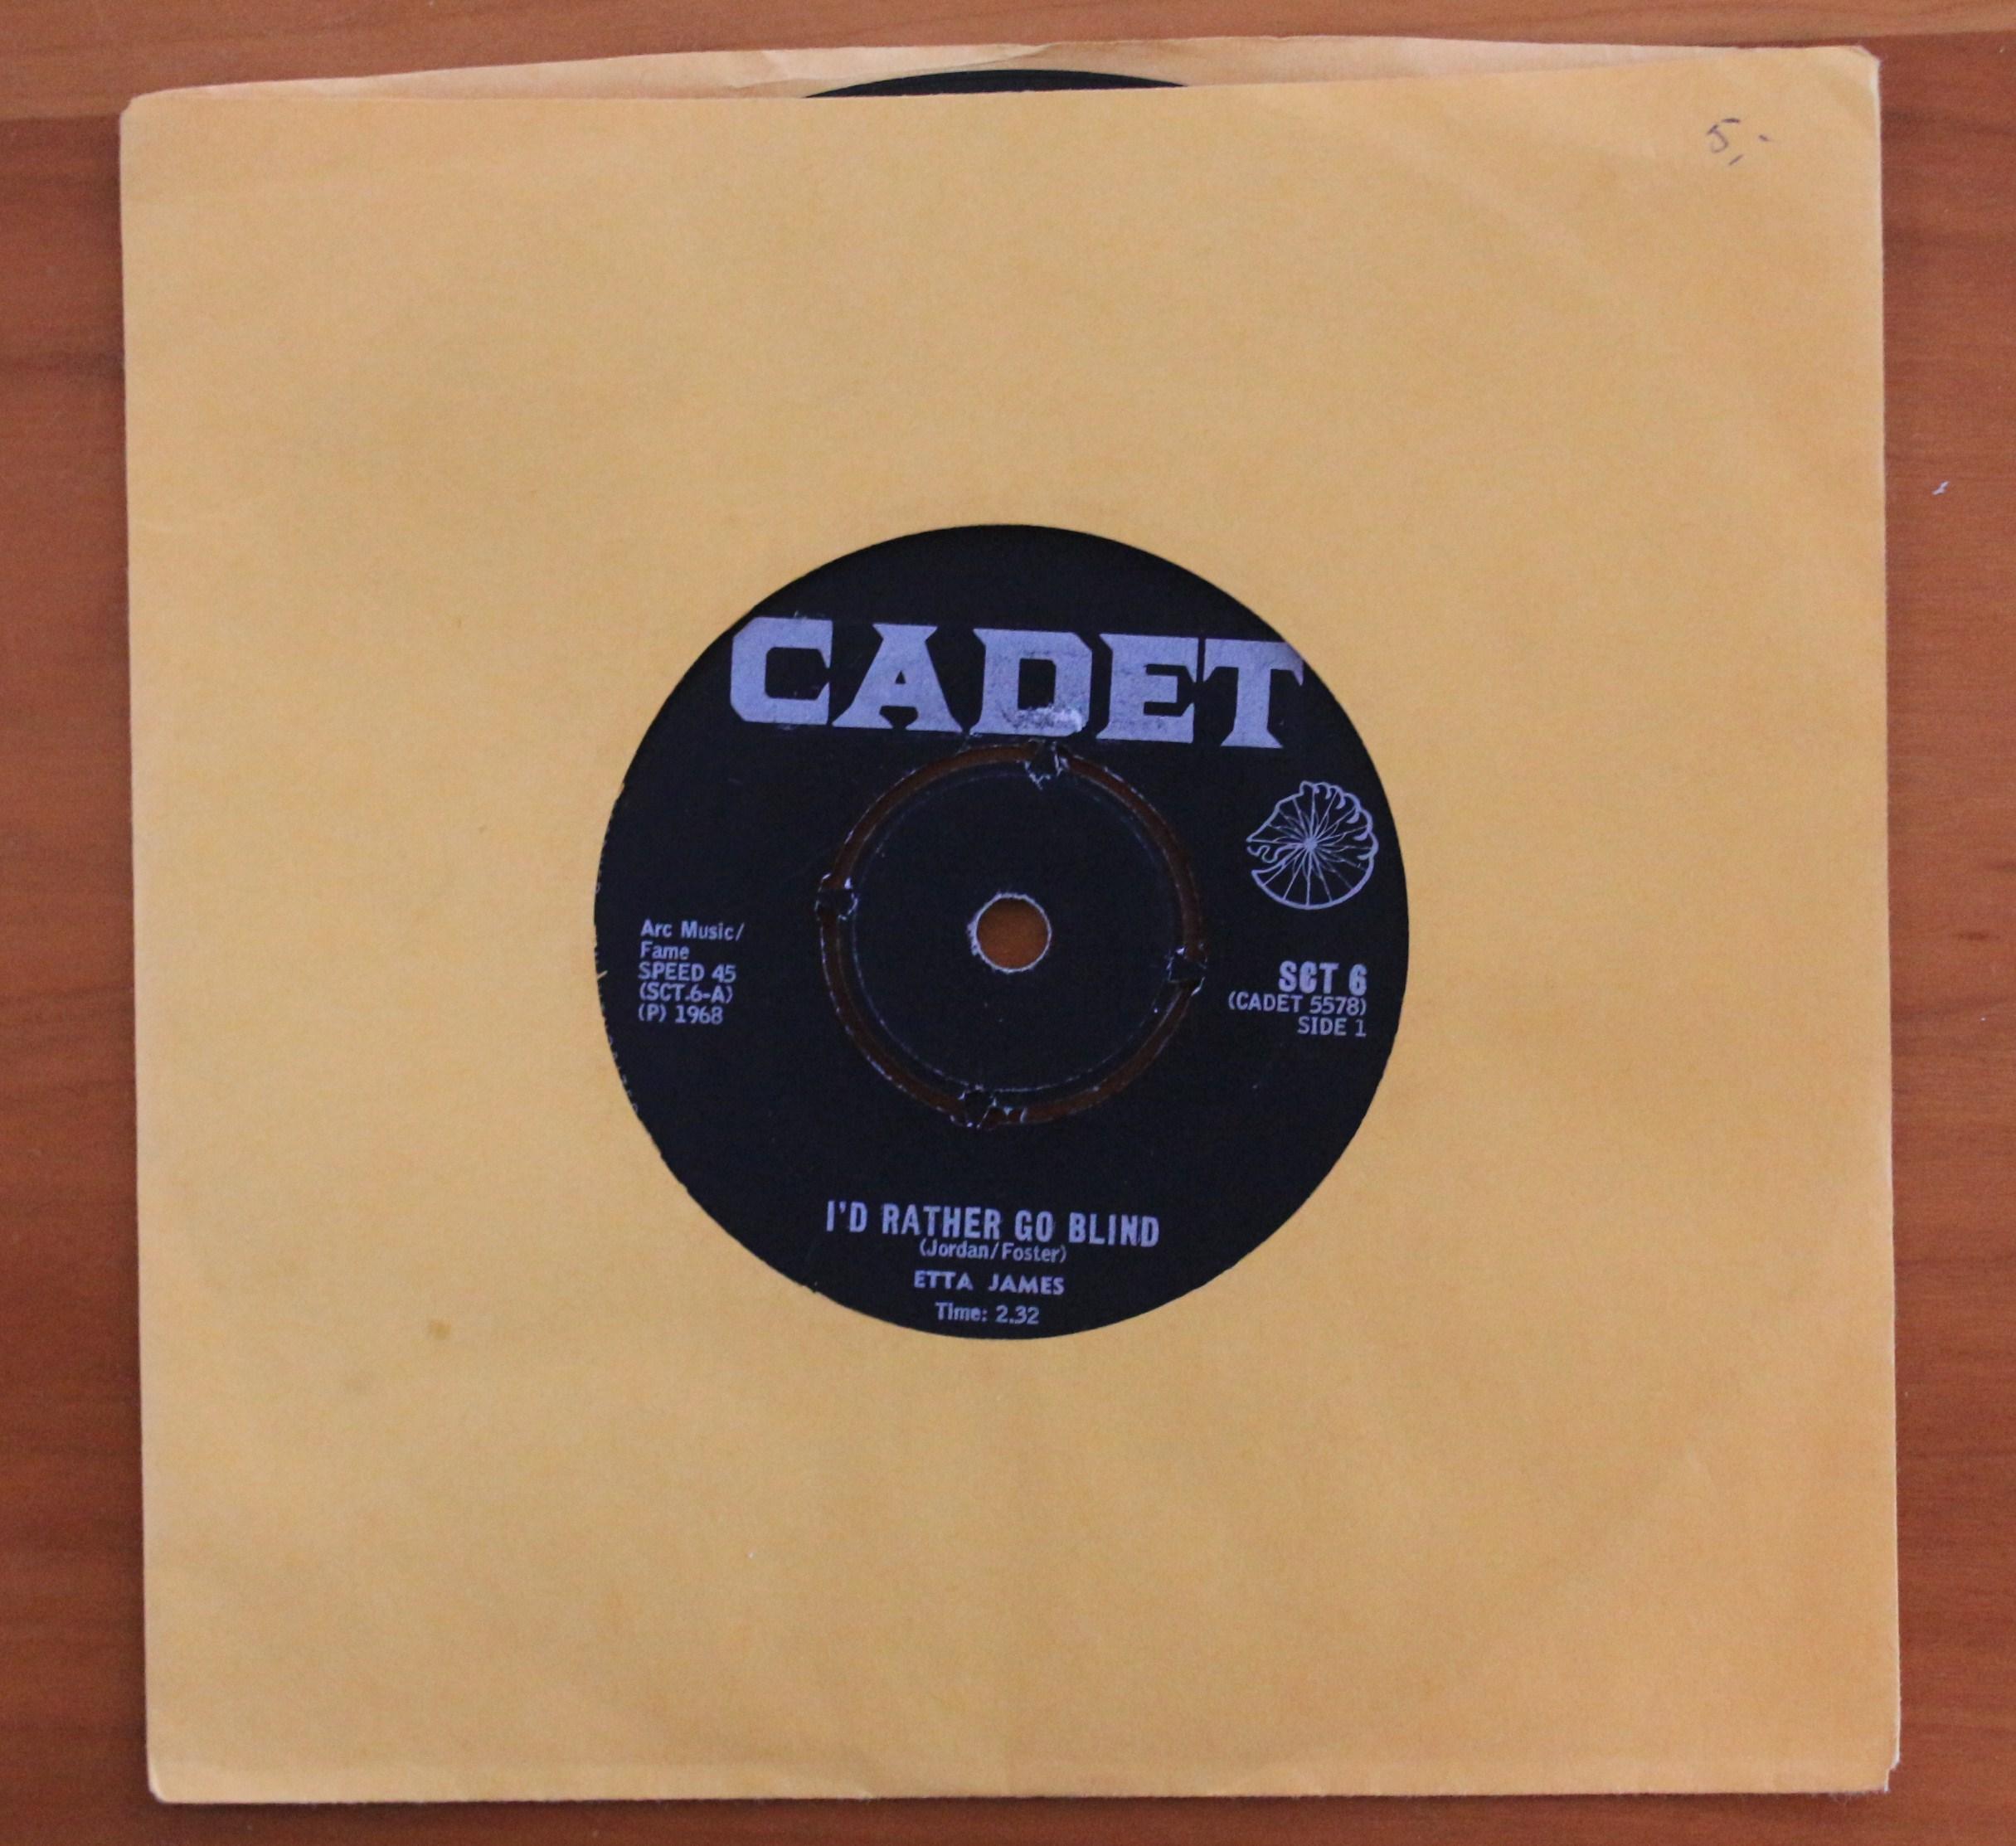 5,-
CADET
Arc Music/
Fame
SPEED 45
(SCT.6-A)
(P) 1968
SCT 6
(CADET 5578)
SIDE 1
I'D RATHER GO BLIND
(Jordan/Foster)
ETTA JAMES
Time: 2.32